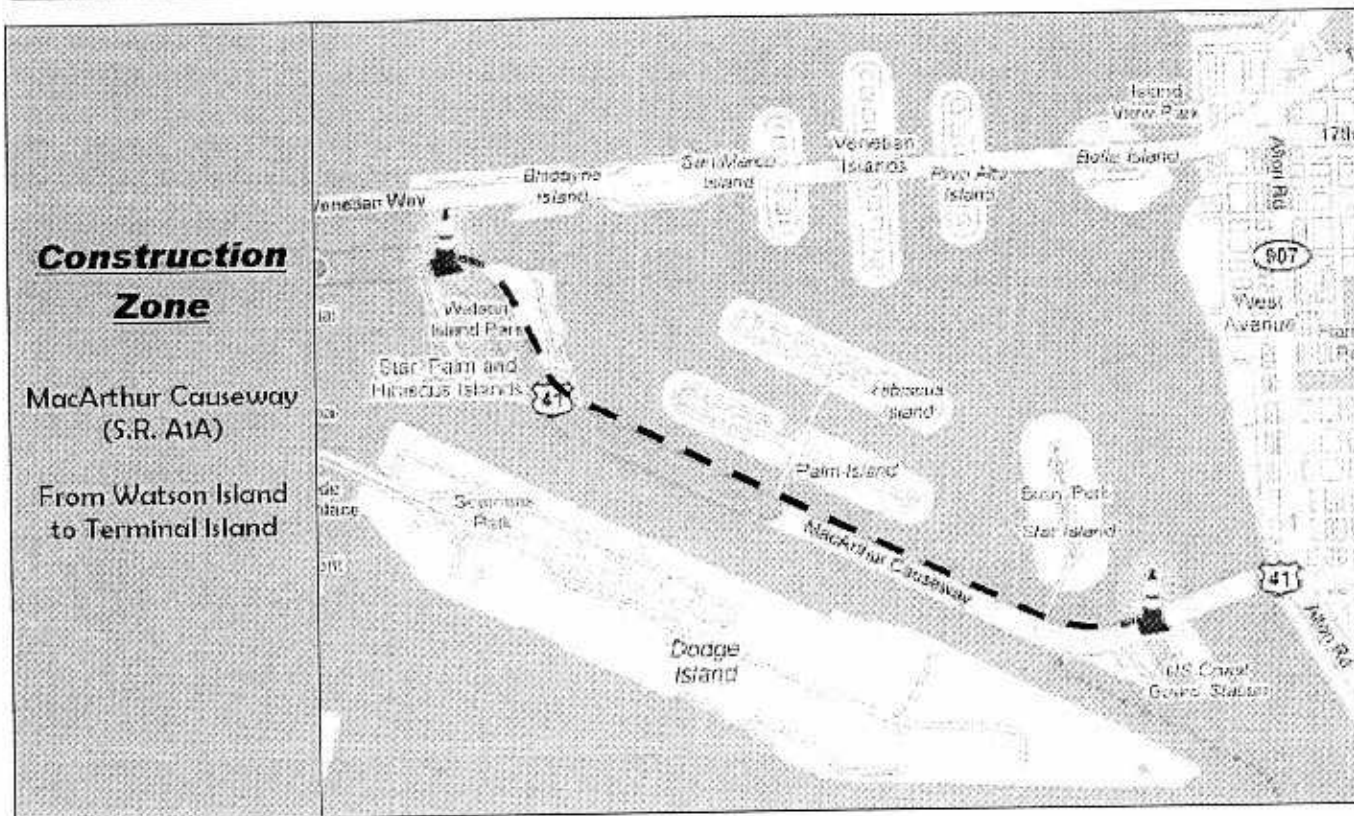 Construction
Zone
MacArthur Causeway
(S.R. A1A)
From Watson Island
to Terminal Island
Island
View Park
17th
Venetian
Islands
San Marco
Island
Biscayne
Island
Rivo Alto
Island
Belle Island
Venetian Way
Alton Rd
907
Watson
Island Park
West
Avenue
Star Palm and
Hibiscus Islands
41
Hibiscus
Island
Palm Island
Park
Star Island
MacArthur Causeway
41
Alton Rd
Dodge
Island
US Coast
Guard Station